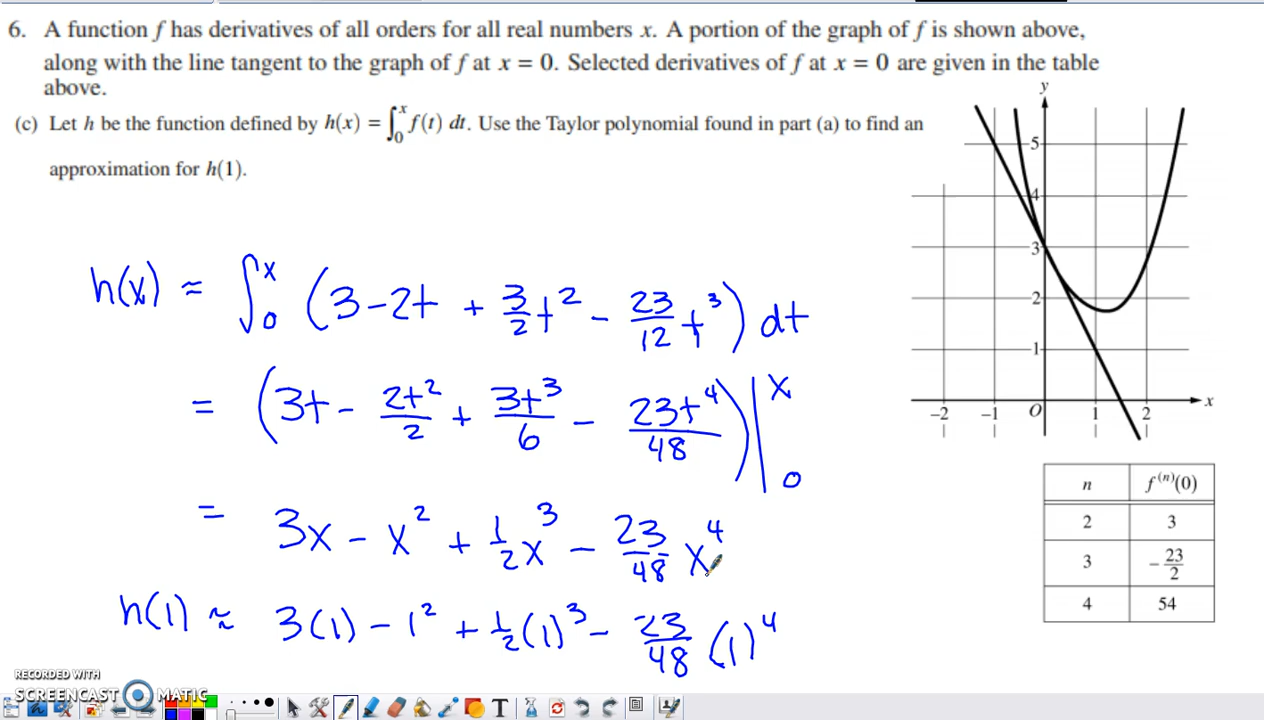 6. A function f has derivatives of all orders for all real numbers x. A portion of the graph of f is shown above,
along with the line tangent to the graph of f at x = 0. Selected derivatives of f at x = 0 are given in the table
above.
(c) Let h be the function defined by h(x) = ∫₀ˣ f(t) dt. Use the Taylor polynomial found in part (a) to find an
approximation for h(1).
h(x) ≈ ∫₀ˣ (3 - 2t + 3/2 t² - 23/12 t³) dt
= (3t - 2t²/2 + 3t³/6 - 23t⁴/48) |₀ˣ
= 3x - x² + 1/2 x³ - 23/48 x⁴
h(1) ≈ 3(1) - 1² + 1/2 (1)³ - 23/48 (1)⁴
y
5
4
3
2
1
-2 -1 O 1 2 x
n f⁽ⁿ⁾(0)
2 3
3 -23/2
4 54
RECORDED WITH
SCREENCAST MATIC